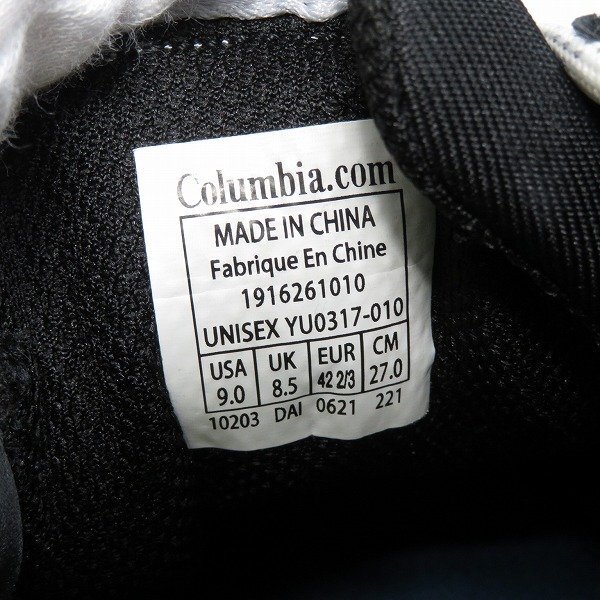 Columbia.com
MADE IN CHINA
Fabrique En Chine
1916261010
UNISEX YU0317-010
USA UK EUR CM
9.0 8.5 42 2/3 27.0
10203 DAI 0621 221